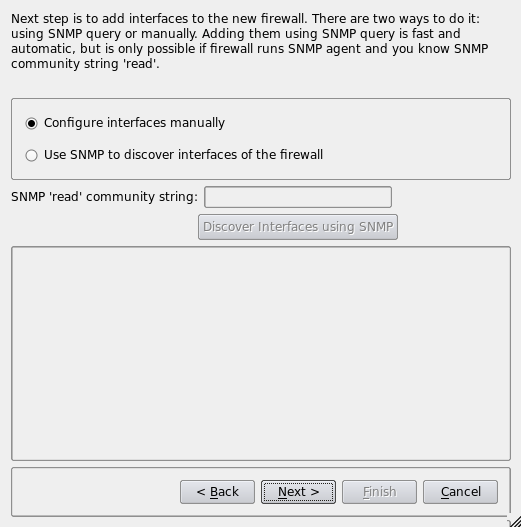 Next step is to add interfaces to the new firewall. There are two ways to do it:
using SNMP query or manually. Adding them using SNMP query is fast and
automatic, but is only possible if firewall runs SNMP agent and you know SNMP
community string 'read'.
Configure interfaces manually
Use SNMP to discover interfaces of the firewall
SNMP 'read' community string:
Discover Interfaces using SNMP
< Back Next > Finish Cancel